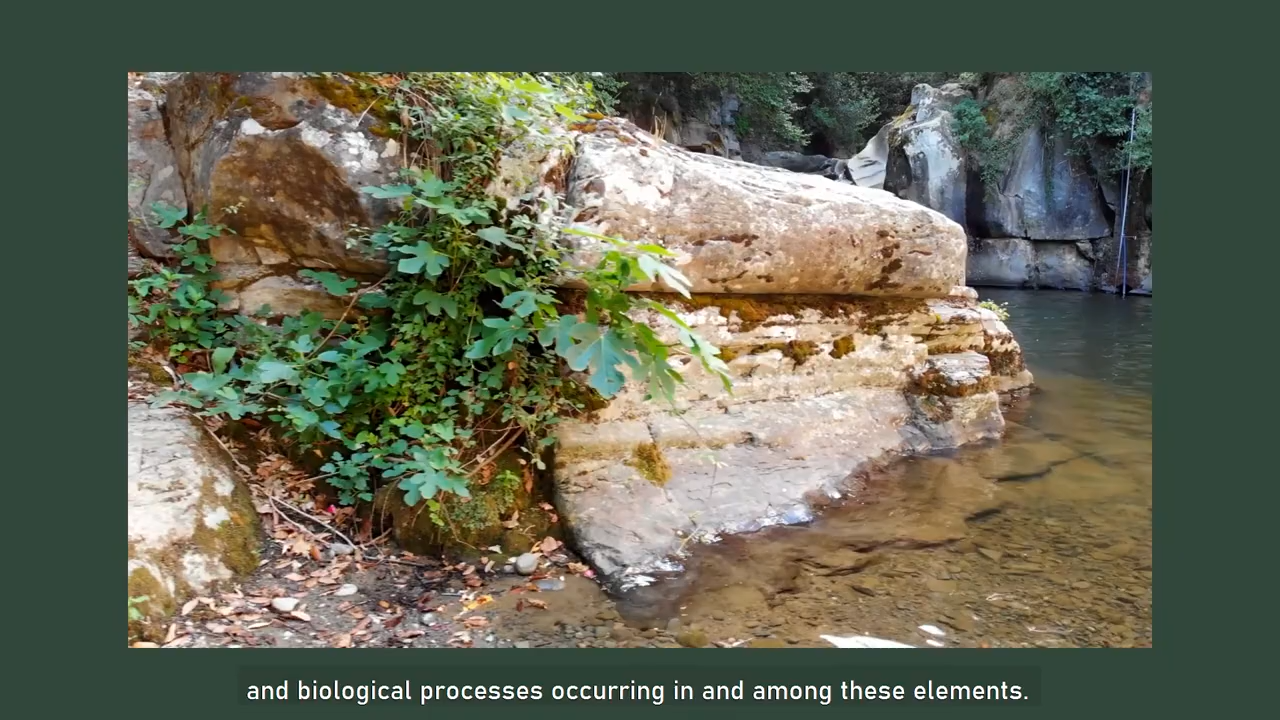 and biological processes occurring in and among these elements.